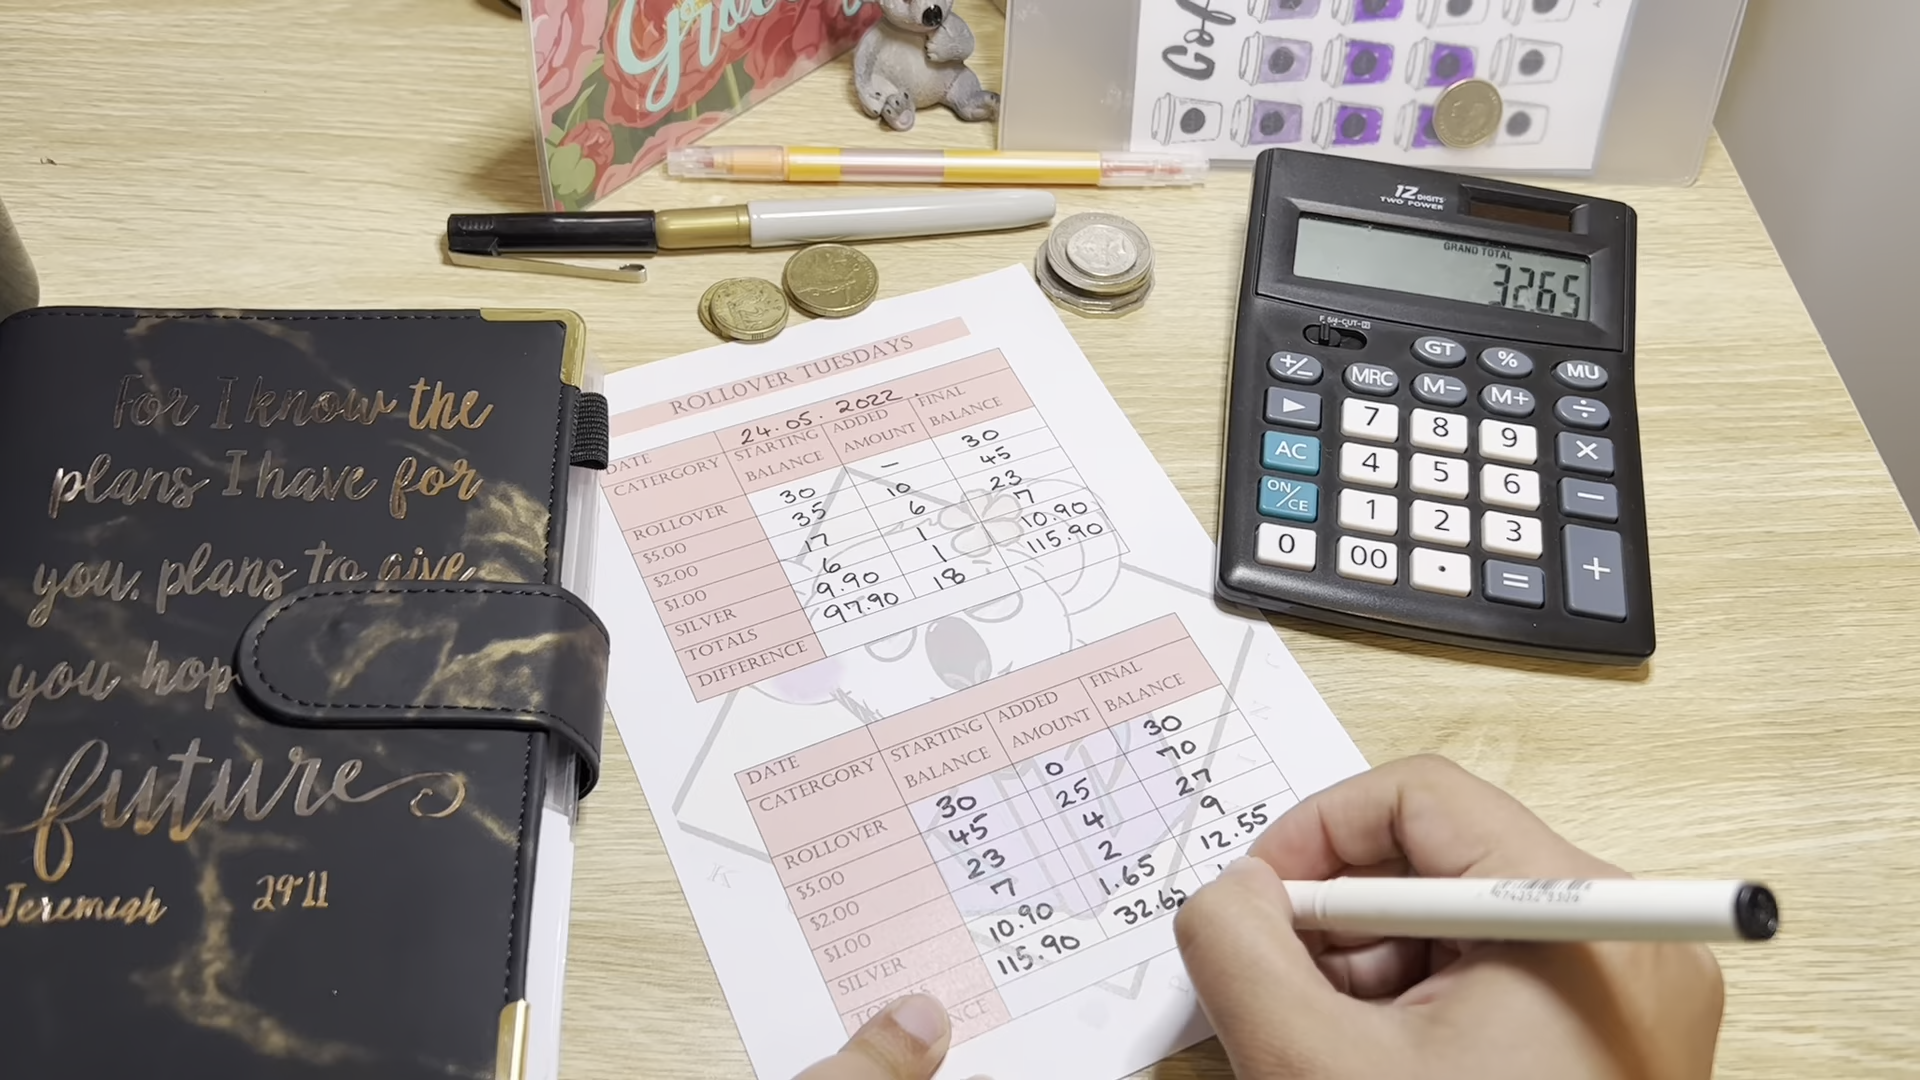 12 DIGITS
TWO POWER
GRAND TOTAL
3265
GT % MU
+/- MRC M- M+ ÷
7 8 9 ×
AC 4 5 6 −
ON/CE 1 2 3 +
0 00 . =
For I know the
plans I have for
you, plans to give
you hop
future
Jeremiah 29:11
ROLLOVER TUESDAYS
DATE 24.05.2022.
CATERGORY STARTING BALANCE ADDED AMOUNT FINAL BALANCE
ROLLOVER 30 – 30
$5.00 35 10 45
$2.00 17 6 23
$1.00 6 1 7
SILVER 9.90 1 10.90
TOTALS 97.90 18 115.90
DIFFERENCE
DATE
CATERGORY STARTING BALANCE ADDED AMOUNT FINAL BALANCE
ROLLOVER 30 0 30
$5.00 45 25 70
$2.00 23 4 27
$1.00 7 2 9
SILVER 10.90 1.65 12.55
115.90